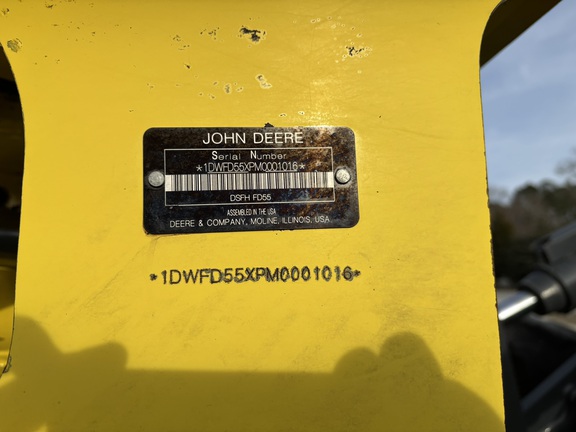 JOHN DEERE
Serial Number
*1DWFD55XPM0001016*
DSFH FD55
ASSEMBLED IN THE USA
DEERE & COMPANY, MOLINE, ILLINOIS, USA
*1DWFD55XPM0001016*